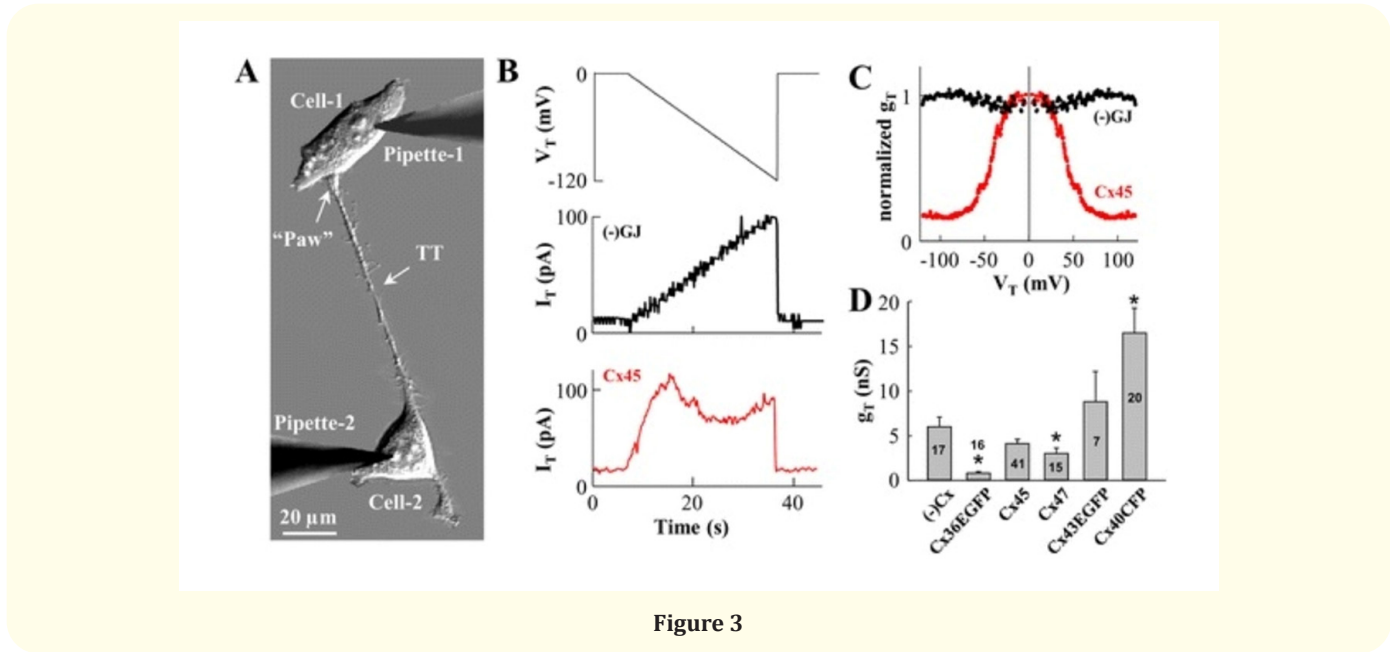 A
Cell-1
Pipette-1
“Paw”
TT
Pipette-2
Cell-2
20 µm
B
0
V_T (mV)
-120
100
(-)GJ
I_T (pA)
0
Cx45
100
I_T (pA)
0
0 20 40
Time (s)
C
1
(-)GJ
normalized g_T
Cx45
0
-100 -50 0 50 100
V_T (mV)
D
20
*
15
g_T (nS)
10
5
0
17
16
*
41
*
15
7
20
(-)Cx
Cx36EGFP
Cx45
Cx47
Cx43EGFP
Cx40CFP
Figure 3